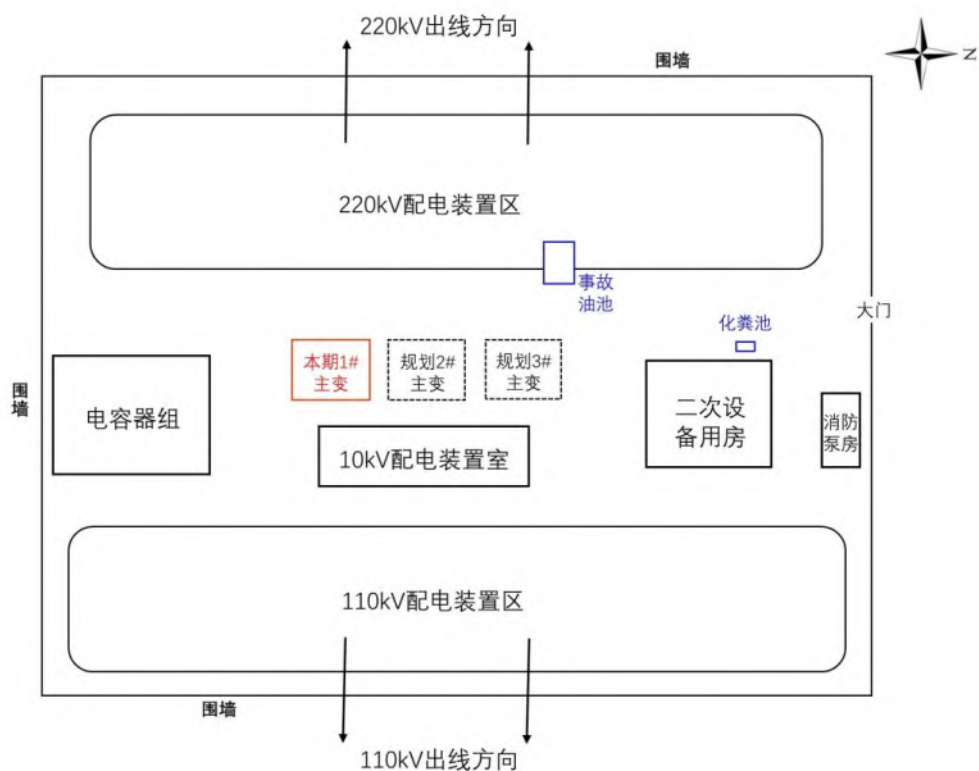 220kV出线方向
围墙
N
220kV配电装置区
事故
油池
大门
化粪池
本期1#
主变
规划2#
主变
规划3#
主变
围
墙
电容器组
二次设
备用房
消防
泵房
10kV配电装置室
110kV配电装置区
围墙
110kV出线方向